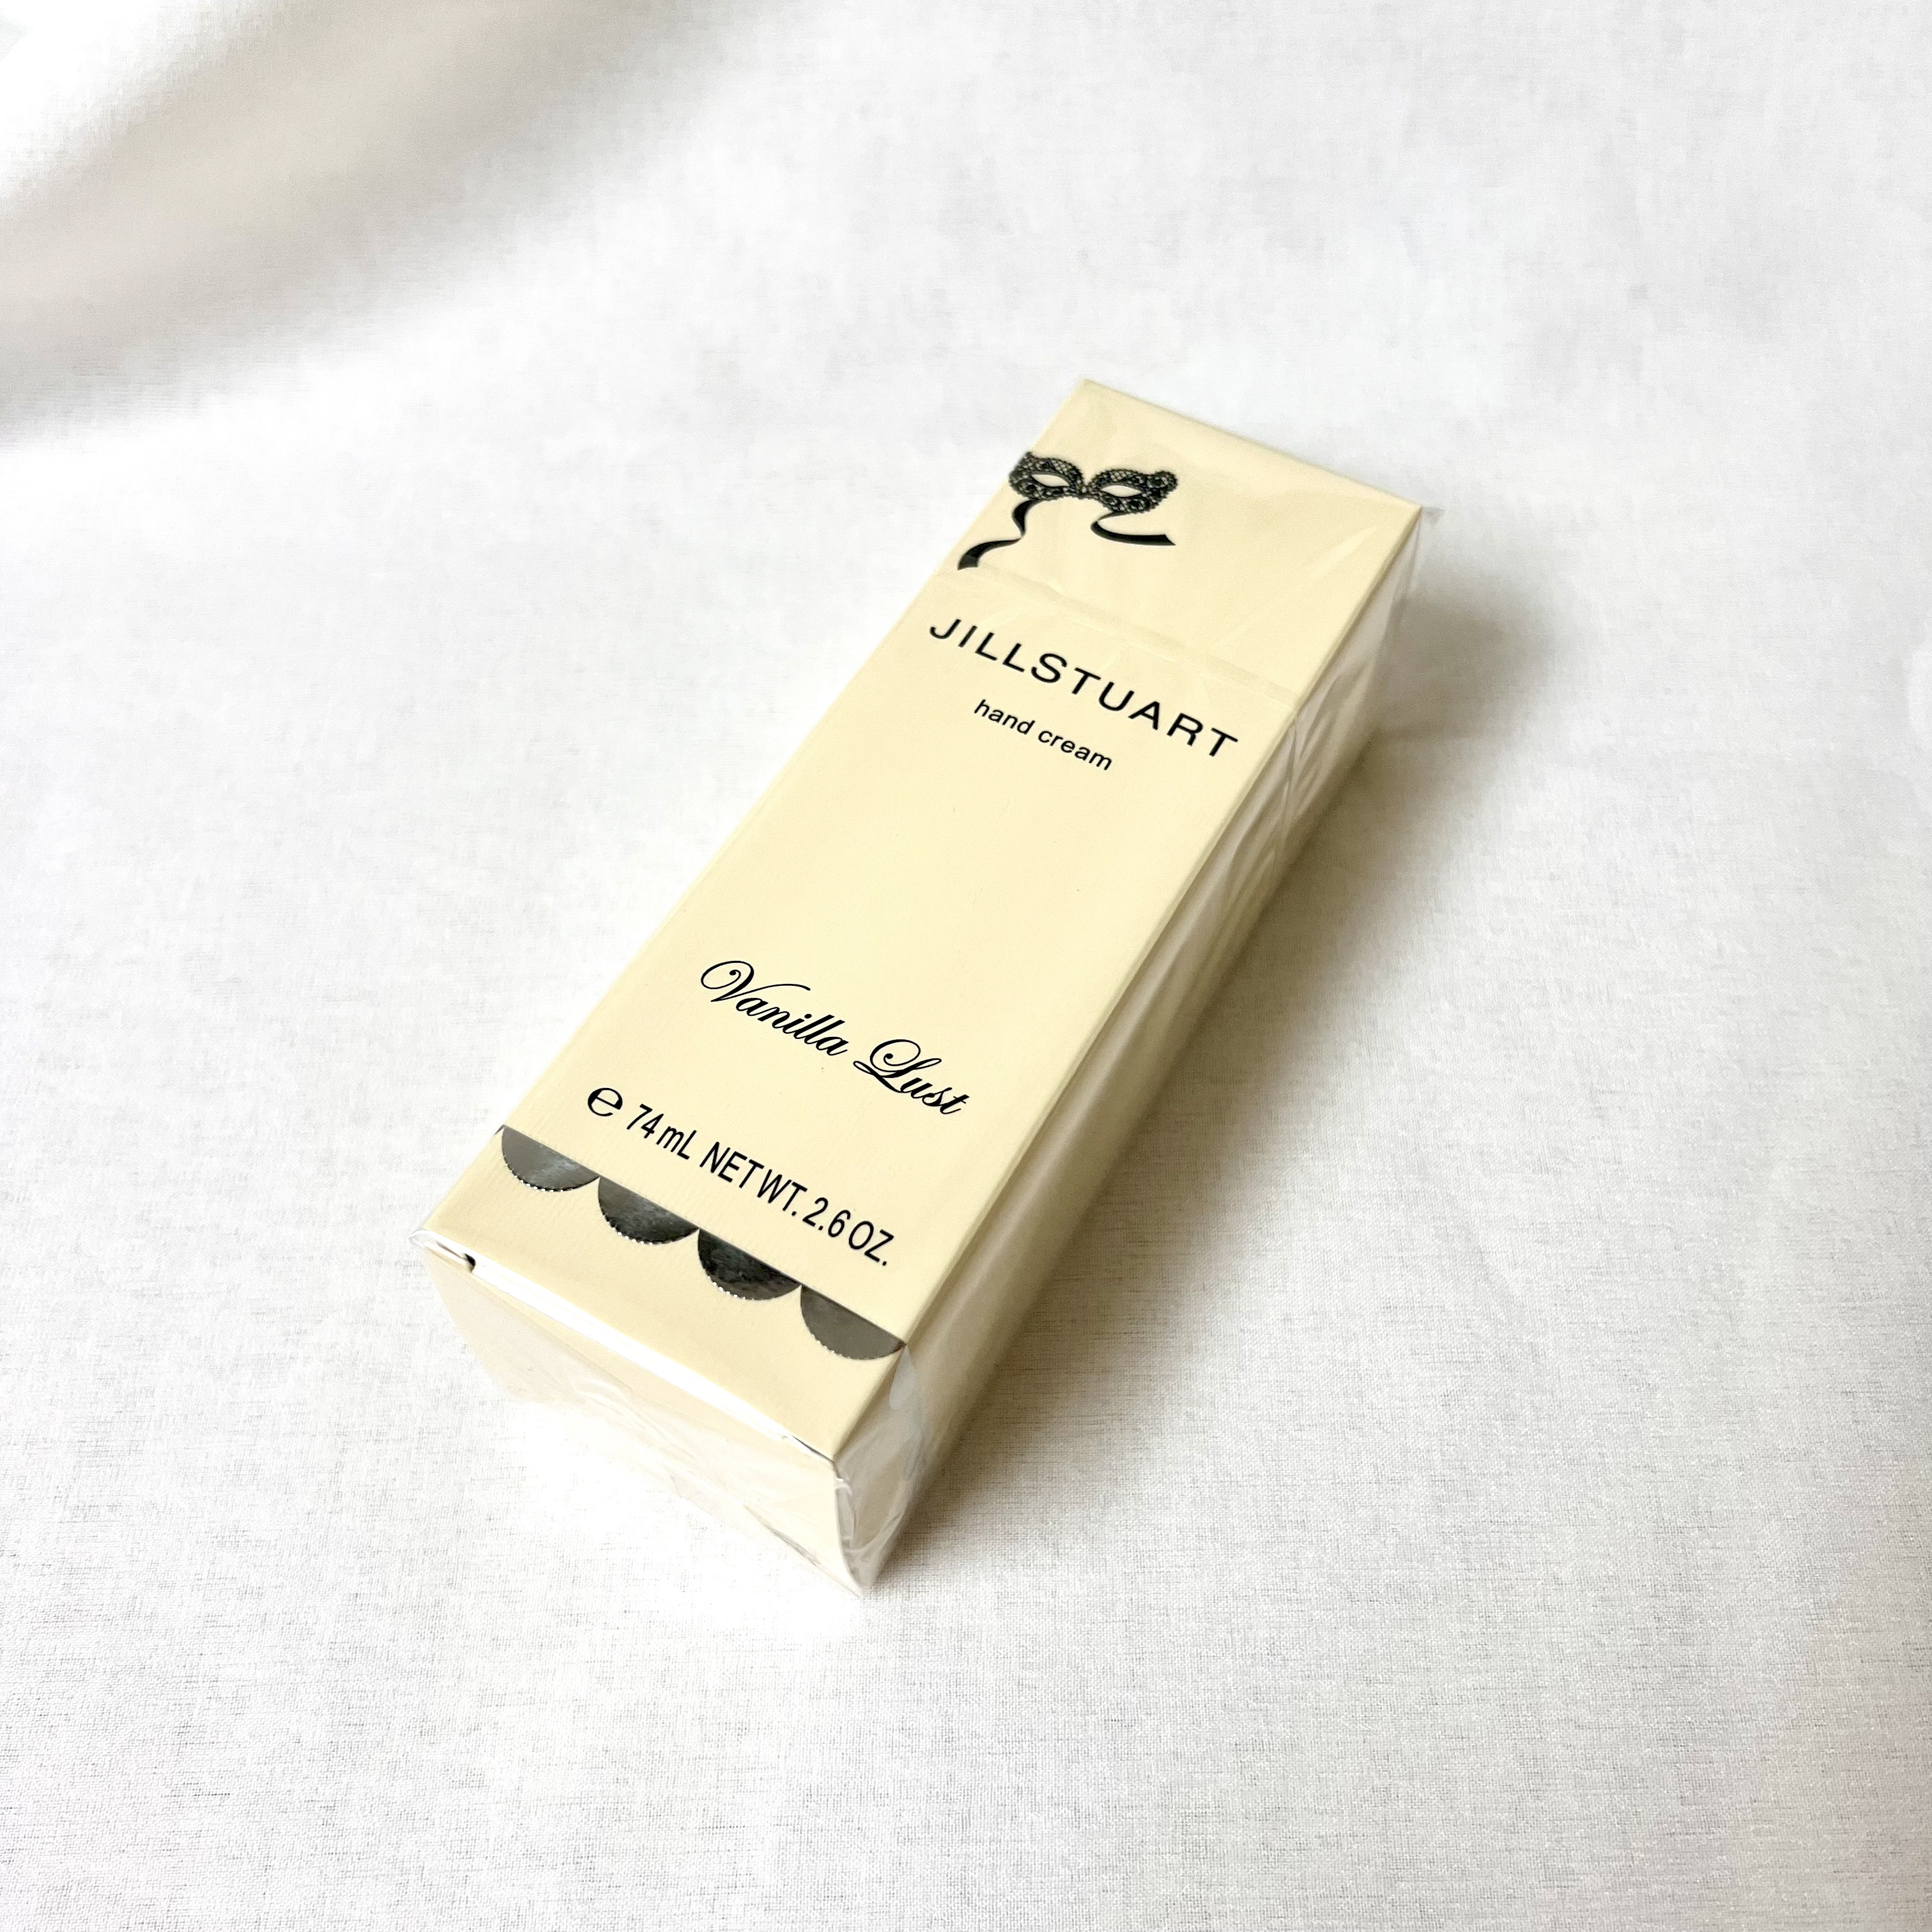 JILLSTUART
hand cream
Vanilla Lust
℮ 74mL NET WT. 2.6 OZ.